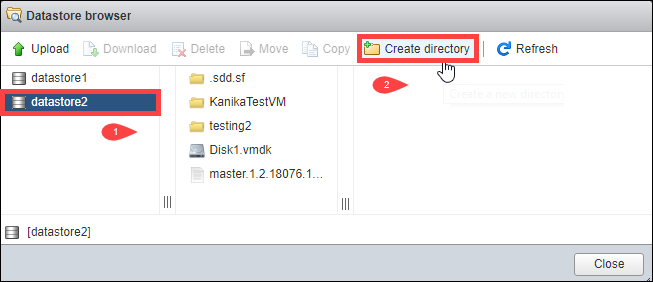 Datastore browser
Upload Download Delete Move Copy Create directory Refresh
datastore1
datastore2
.sdd.sf
KanikaTestVM
testing2
Disk1.vmdk
master.1.2.18076.1...
1
2
Create a new directory
[datastore2]
Close